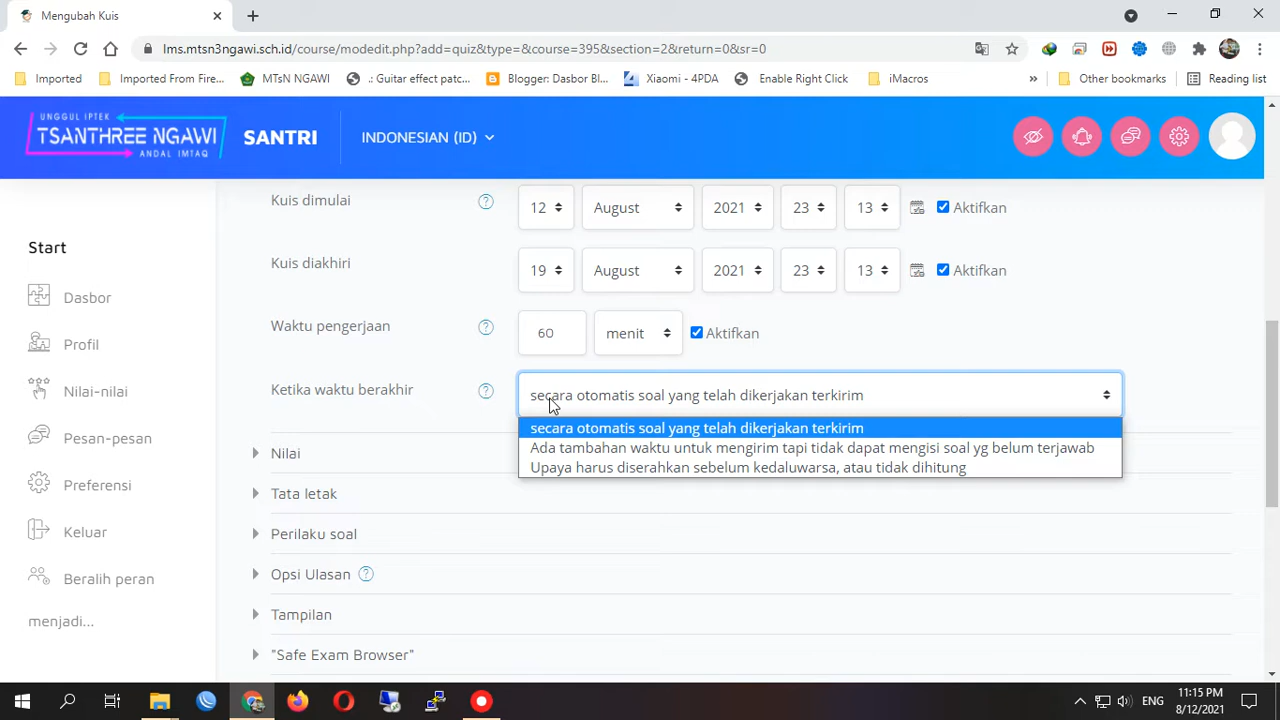 Mengubah Kuis
lms.mtsn3ngawi.sch.id/course/modedit.php?add=quiz&type=&course=395&section=2&return=0&sr=0
Imported
Imported From Fire...
MTsN NGAWI
.: Guitar effect patc...
Blogger: Dasbor Bl...
Xiaomi - 4PDA
Enable Right Click
iMacros
»
Other bookmarks
Reading list
UNGGUL IPTEK
TSANTHREE NGAWI
ANDAL IMTAQ
SANTRI
INDONESIAN (ID)
Start
Dasbor
Profil
Nilai-nilai
Pesan-pesan
Preferensi
Keluar
Beralih peran
menjadi...
Kuis dimulai ? 12 August 2021 23 13 Aktifkan
Kuis diakhiri ? 19 August 2021 23 13 Aktifkan
Waktu pengerjaan ? 60 menit Aktifkan
Ketika waktu berakhir ? secara otomatis soal yang telah dikerjakan terkirim
secara otomatis soal yang telah dikerjakan terkirim
Ada tambahan waktu untuk mengirim tapi tidak dapat mengisi soal yg belum terjawab
Upaya harus diserahkan sebelum kedaluwarsa, atau tidak dihitung
Nilai
Tata letak
Perilaku soal
Opsi Ulasan ?
Tampilan
"Safe Exam Browser"
ENG
11:15 PM
8/12/2021